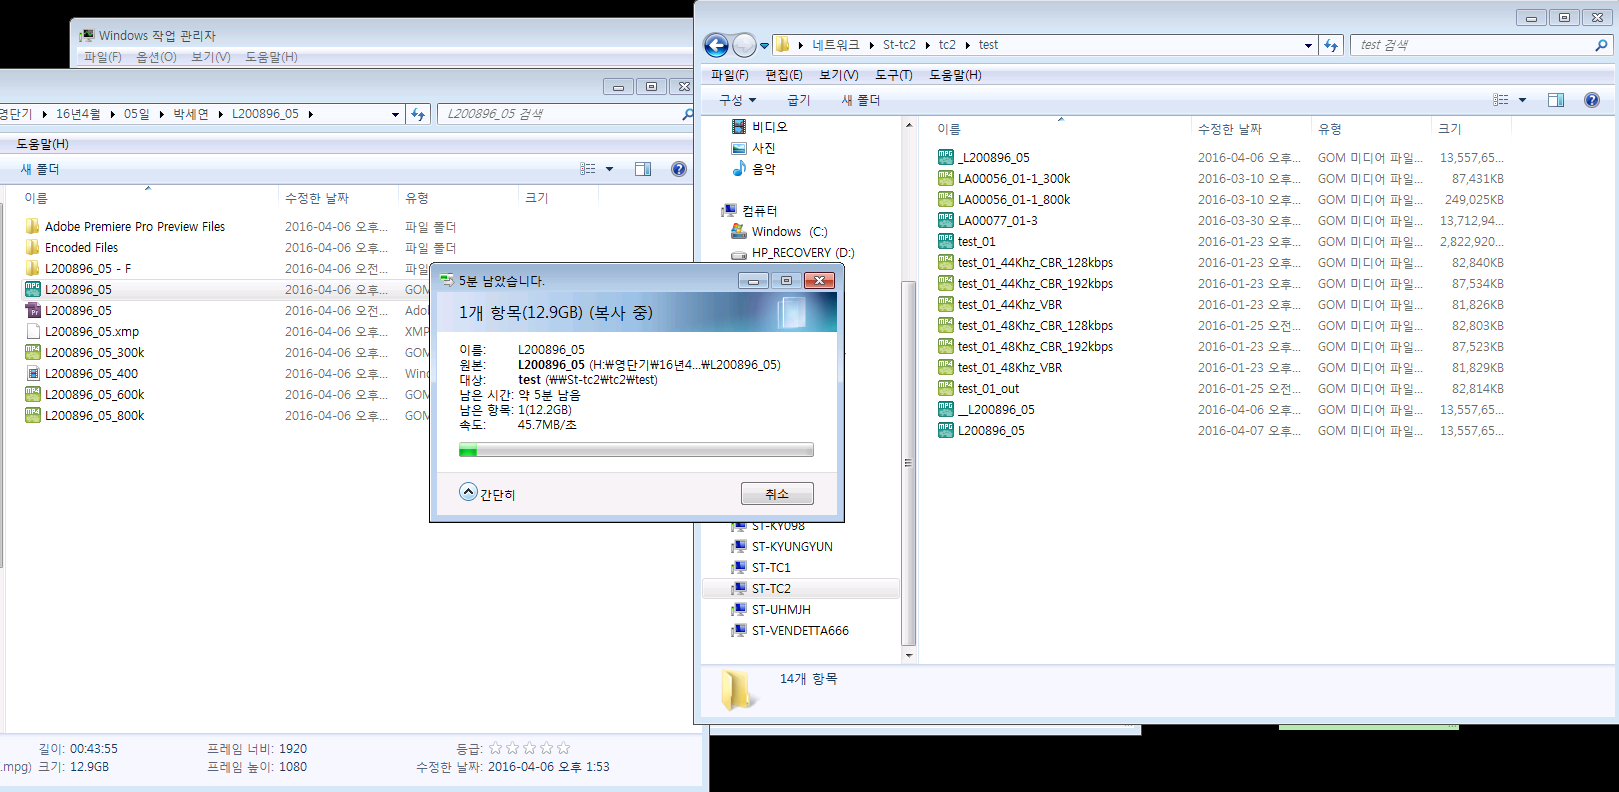 Windows 작업 관리자
파일(F) 옵션(O) 보기(V) 도움말(H)
영단기 16년4월 05일 박세연 L200896_05
L200896_05 검색
도움말(H)
새 폴더
이름 수정한 날짜 유형 크기
Adobe Premiere Pro Preview Files 2016-04-06 오후... 파일 폴더
Encoded Files 2016-04-06 오후... 파일 폴더
L200896_05 - F 2016-04-06 오전... 파일
L200896_05 2016-04-06 오후... GOM
L200896_05 2016-04-06 오후... Adol
L200896_05.xmp 2016-04-06 오후... XMP
L200896_05_300k 2016-04-06 오후... GOM
L200896_05_400 2016-04-06 오후... Wind
L200896_05_600k 2016-04-06 오후... GOM
L200896_05_800k 2016-04-06 오후... GOM
길이: 00:43:55 프레임 너비: 1920 등급:
.mpg) 크기: 12.9GB 프레임 높이: 1080 수정한 날짜: 2016-04-06 오후 1:53
5분 남았습니다.
1개 항목(12.9GB) (복사 중)
이름: L200896_05
원본: L200896_05 (H:₩영단기₩16년4...₩L200896_05)
대상: test (₩₩St-tc2₩tc2₩test)
남은 시간: 약 5분 남음
남은 항목: 1(12.2GB)
속도: 45.7MB/초
간단히
취소
네트워크 St-tc2 tc2 test
test 검색
파일(F) 편집(E) 보기(V) 도구(T) 도움말(H)
구성 굽기 새 폴더
비디오
사진
음악
컴퓨터
Windows (C:)
HP_RECOVERY (D:)
ST-KY098
ST-KYUNGYUN
ST-TC1
ST-TC2
ST-UHMJH
ST-VENDETTA666
이름 수정한 날짜 유형 크기
_L200896_05 2016-04-06 오후... GOM 미디어 파일... 13,557,65...
LA00056_01-1_300k 2016-03-10 오후... GOM 미디어 파일... 87,431KB
LA00056_01-1_800k 2016-03-10 오후... GOM 미디어 파일... 249,025KB
LA00077_01-3 2016-03-30 오후... GOM 미디어 파일... 13,712,94...
test_01 2016-01-23 오후... GOM 미디어 파일... 2,822,920...
test_01_44Khz_CBR_128kbps 2016-01-23 오후... GOM 미디어 파일... 82,840KB
test_01_44Khz_CBR_192kbps 2016-01-23 오후... GOM 미디어 파일... 87,534KB
test_01_44Khz_VBR 2016-01-23 오후... GOM 미디어 파일... 81,826KB
test_01_48Khz_CBR_128kbps 2016-01-25 오전... GOM 미디어 파일... 82,803KB
test_01_48Khz_CBR_192kbps 2016-01-23 오후... GOM 미디어 파일... 87,523KB
test_01_48Khz_VBR 2016-01-23 오후... GOM 미디어 파일... 81,829KB
test_01_out 2016-01-25 오전... GOM 미디어 파일... 82,814KB
__L200896_05 2016-04-06 오후... GOM 미디어 파일... 13,557,65...
L200896_05 2016-04-07 오후... GOM 미디어 파일... 13,557,65...
14개 항목